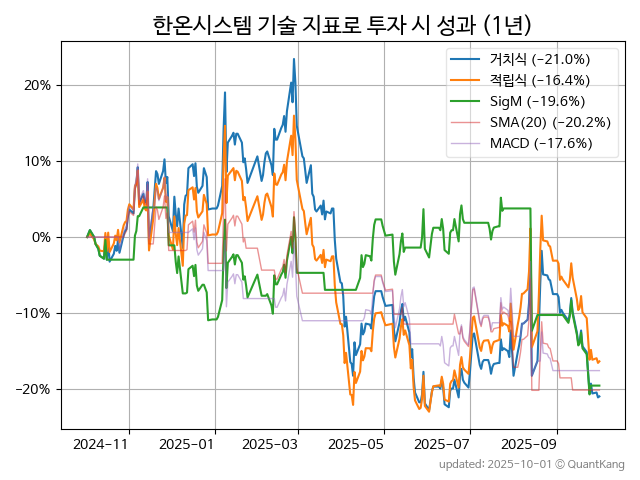 한온시스템 기술 지표로 투자 시 성과 (1년)
거치식 (−21.0%)
적립식 (−16.4%)
SigM (−19.6%)
SMA(20) (−20.2%)
MACD (−17.6%)
20%
10%
0%
−10%
−20%
2024-11 2025-01 2025-03 2025-05 2025-07 2025-09
updated: 2025-10-01 © QuantKang